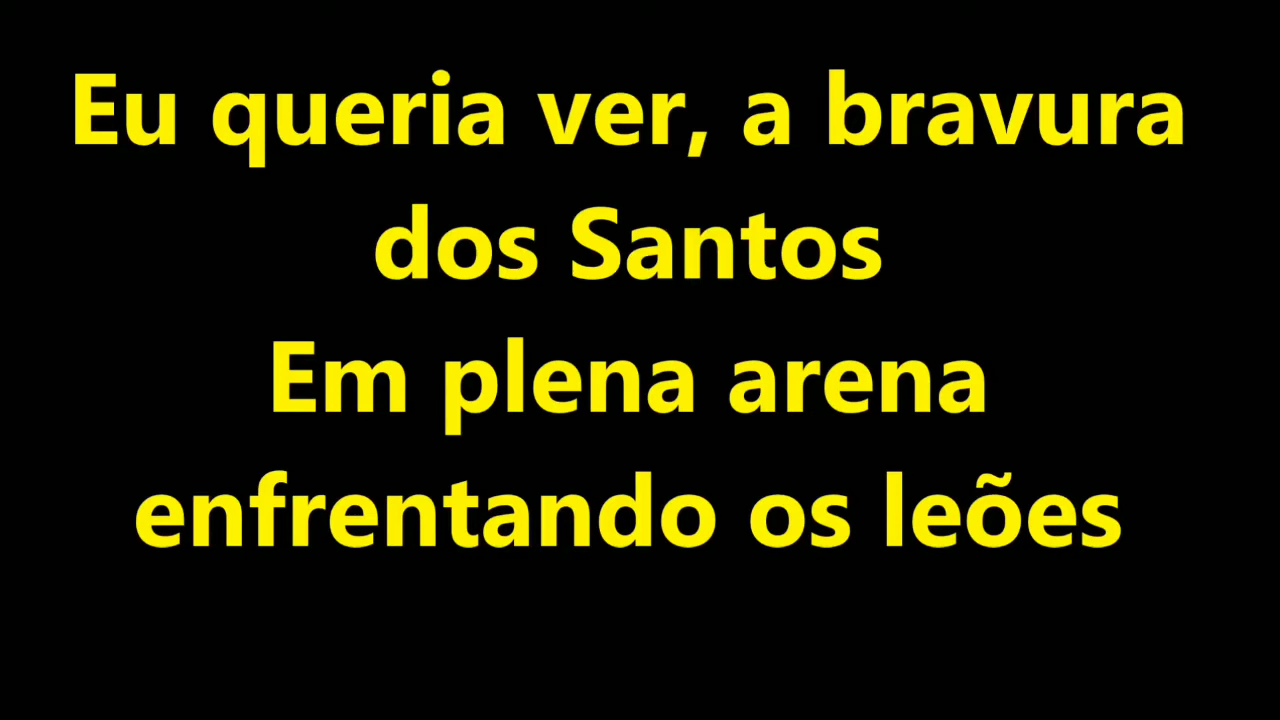 Eu queria ver, a bravura
dos Santos
Em plena arena
enfrentando os leões